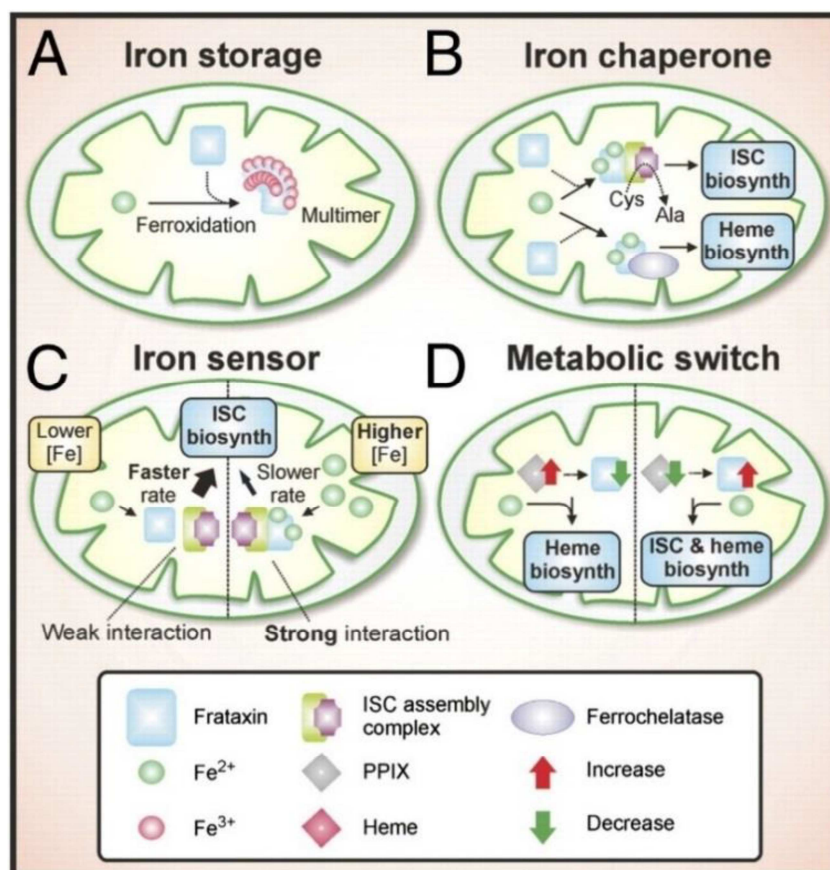 A
Iron storage
Ferroxidation
Multimer
B
Iron chaperone
Cys
Ala
ISC
biosynth
Heme
biosynth
C
Iron sensor
Lower
[Fe]
ISC
biosynth
Higher
[Fe]
Faster
rate
Slower
rate
Weak interaction
Strong interaction
D
Metabolic switch
Heme
biosynth
ISC & heme
biosynth
Frataxin
ISC assembly
complex
Ferrochelatase
Fe2+
PPIX
Increase
Fe3+
Heme
Decrease